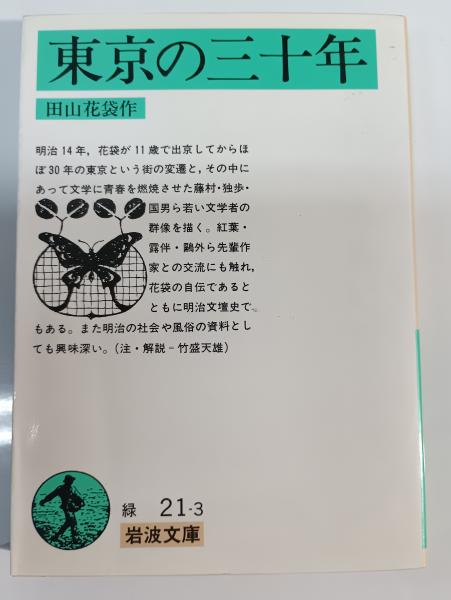 東京の三十年
田山花袋作
明治14年，花袋が11歳で出京してからほ
ぼ30年の東京という街の変遷と，その中に
あって文学に青春を燃焼させた藤村・独歩・
国男ら若い文学者の
群像を描く。紅葉・
露伴・鷗外ら先輩作
家との交流にも触れ，
花袋の自伝であると
ともに明治文壇史で
もある。また明治の社会や風俗の資料とし
ても興味深い。（注・解説＝竹盛天雄）
緑 21-3
岩波文庫